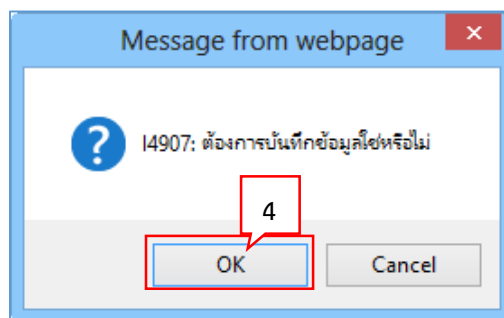 Message from webpage
I4907: ต้องการบันทึกข้อมูลใช่หรือไม่
4
OK
Cancel